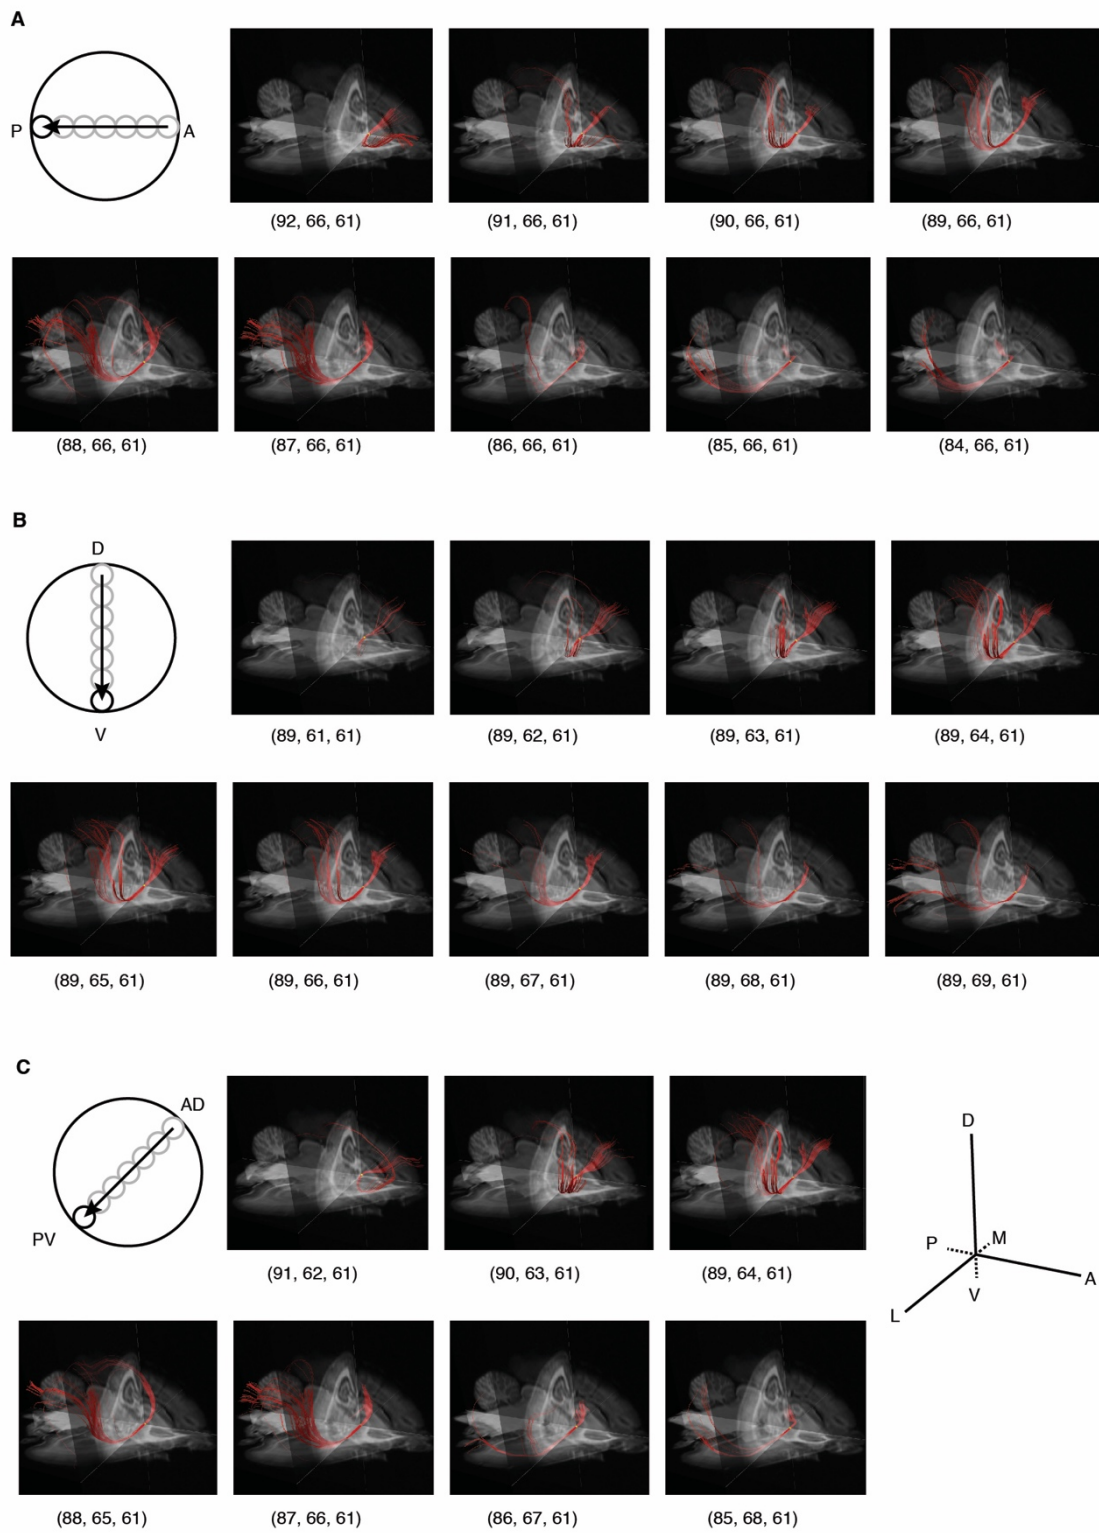 A
P
A
(92, 66, 61)
(91, 66, 61)
(90, 66, 61)
(89, 66, 61)
(88, 66, 61)
(87, 66, 61)
(86, 66, 61)
(85, 66, 61)
(84, 66, 61)
B
D
V
(89, 61, 61)
(89, 62, 61)
(89, 63, 61)
(89, 64, 61)
(89, 65, 61)
(89, 66, 61)
(89, 67, 61)
(89, 68, 61)
(89, 69, 61)
C
AD
PV
(91, 62, 61)
(90, 63, 61)
(89, 64, 61)
D
P
M
A
V
L
(88, 65, 61)
(87, 66, 61)
(86, 67, 61)
(85, 68, 61)